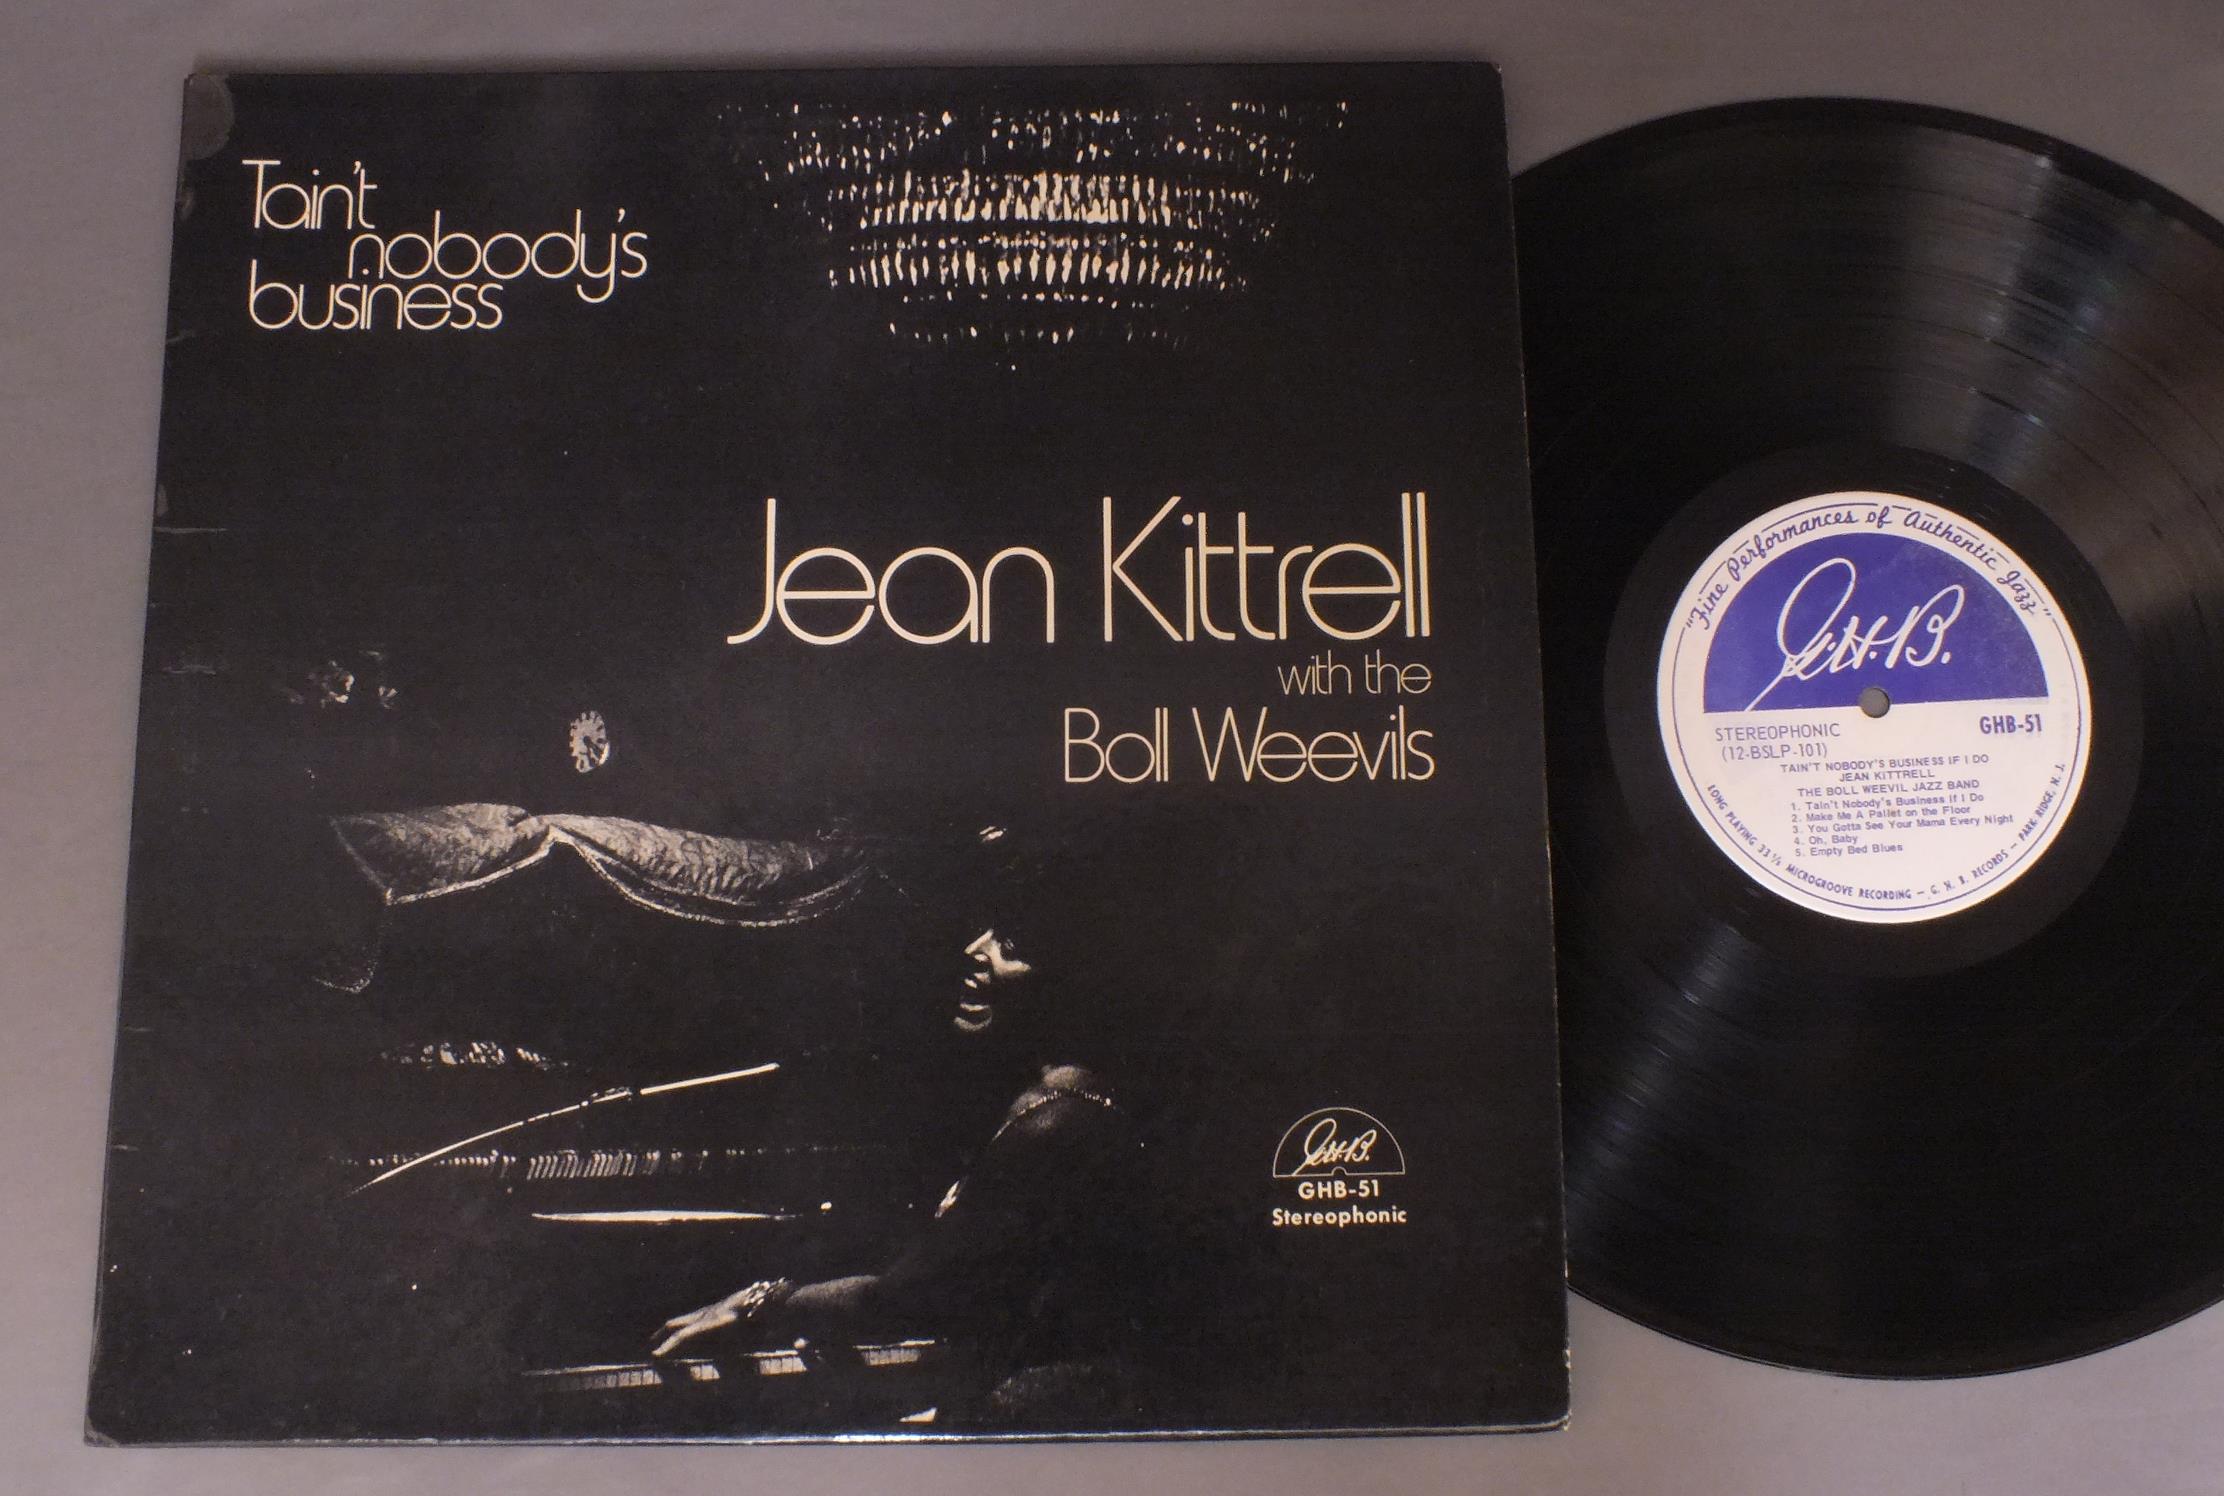 Tain't
nobody's
business
Jean Kittrell
with the
Boll Weevils
G.H.B.
GHB-51
Stereophonic
"Fine Performances of Authentic Jazz"
G.H.B.
STEREOPHONIC
(12-BSLP-101)
GHB-51
TAIN'T NOBODY'S BUSINESS IF I DO
JEAN KITTRELL
THE BOLL WEEVIL JAZZ BAND
1. Tain't Nobody's Business If I Do
2. Make Me A Pallet on the Floor
3. You Gotta See Your Mama Every Night
4. Oh, Baby
5. Empty Bed Blues
LONG PLAYING 33⅓ MICROGROOVE RECORDING — G. H. B. RECORDS — PARK RIDGE, N. J.